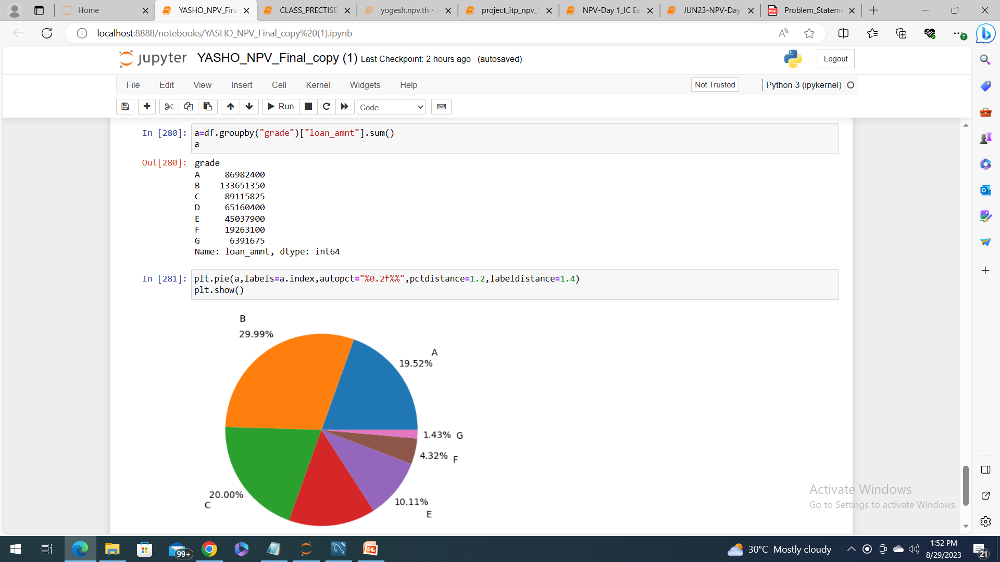 Home
YASHO_NPV_Fina
CLASS_PRECTISE_
yogesh.npv.th - J
project_itp_npv_1
NPV-Day 1_IC Ex
JUN23-NPV-Day
Problem_Stateme
localhost:8888/notebooks/YASHO_NPV_Final_copy%20(1).ipynb
jupyter YASHO_NPV_Final_copy (1) Last Checkpoint: 2 hours ago (autosaved)
Logout
File Edit View Insert Cell Kernel Widgets Help
Not Trusted
Python 3 (ipykernel)
Run
Code
In [280]: a=df.groupby("grade")["loan_amnt"].sum()
a
Out[280]: grade
A 86982400
B 133651350
C 89115825
D 65160400
E 45037900
F 19263100
G 6391675
Name: loan_amnt, dtype: int64
In [281]: plt.pie(a,labels=a.index,autopct="%0.2f%%",pctdistance=1.2,labeldistance=1.4)
plt.show()
B
29.99%
A
19.52%
1.43% G
4.32% F
20.00%
C
10.11%
E
Activate Windows
Go to Settings to activate Windows.
99+
30°C Mostly cloudy
1:52 PM
8/29/2023
21